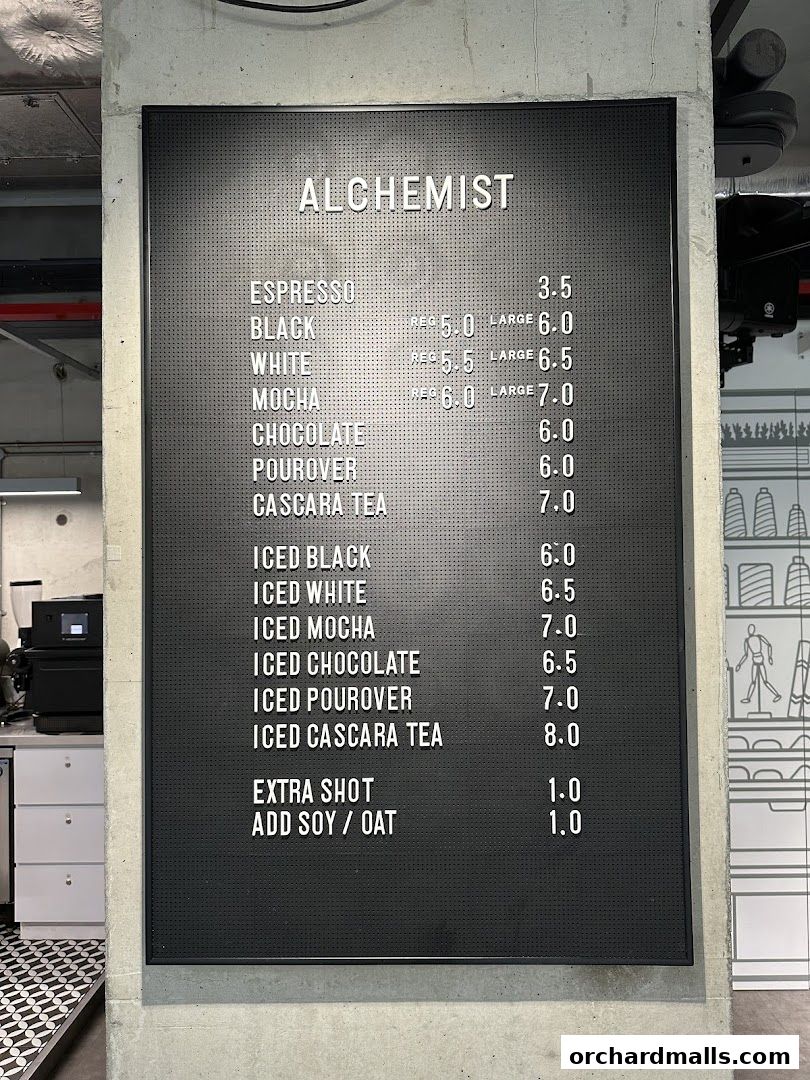 ALCHEMIST
ESPRESSO 3.5
BLACK REG 5.0 LARGE 6.0
WHITE REG 5.5 LARGE 6.5
MOCHA REG 6.0 LARGE 7.0
CHOCOLATE 6.0
POUROVER 6.0
CASCARA TEA 7.0
ICED BLACK 6.0
ICED WHITE 6.5
ICED MOCHA 7.0
ICED CHOCOLATE 6.5
ICED POUROVER 7.0
ICED CASCARA TEA 8.0
EXTRA SHOT 1.0
ADD SOY / OAT 1.0
orchardmalls.com